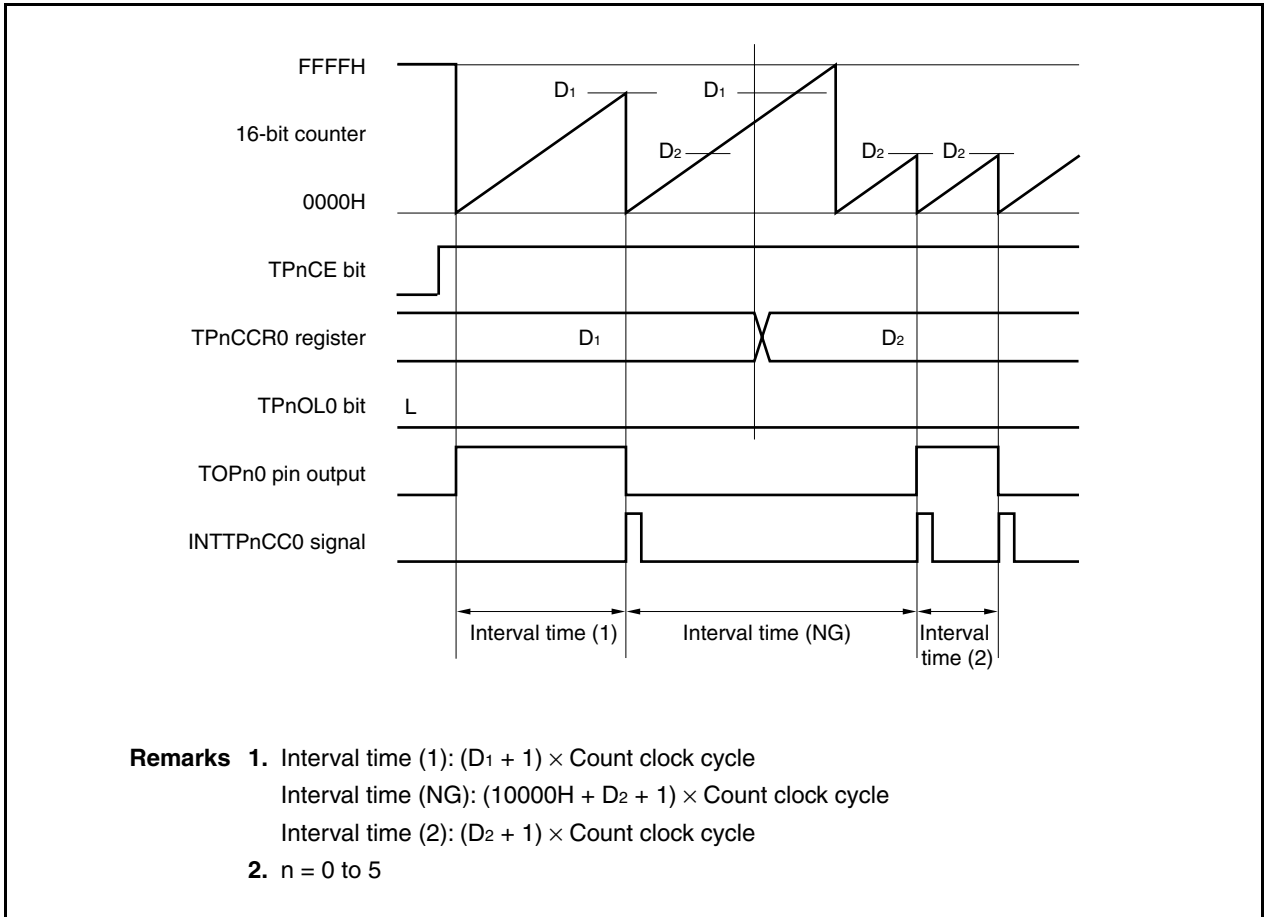 FFFFH
D1 D1
16-bit counter
D2 D2 D2
0000H
TPnCE bit
TPnCCR0 register D1 D2
TPnOL0 bit L
TOPn0 pin output
INTTPnCC0 signal
Interval time (1) Interval time (NG) Interval
time (2)
Remarks 1. Interval time (1): (D1 + 1) × Count clock cycle
Interval time (NG): (10000H + D2 + 1) × Count clock cycle
Interval time (2): (D2 + 1) × Count clock cycle
2. n = 0 to 5